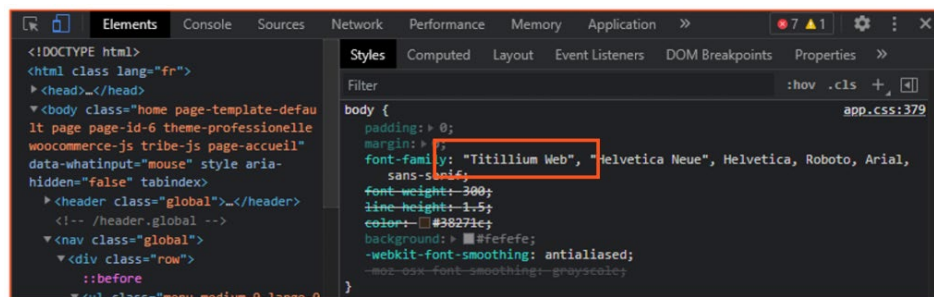 Elements Console Sources Network Performance Memory Application » 7 1
<!DOCTYPE html>
<html class lang="fr">
<head>…</head>
<body class="home page-template-defau
lt page page-id-6 theme-professionelle
woocommerce-js tribe-js page-accueil"
data-whatinput="mouse" style aria-
hidden="false" tabindex>
<header class="global">…</header>
<!-- /header.global -->
<nav class="global">
<div class="row">
::before
Styles Computed Layout Event Listeners DOM Breakpoints Properties »
Filter :hov .cls +
body { app.css:379
padding: 0;
margin: 0;
font-family: "Titillium Web", "Helvetica Neue", Helvetica, Roboto, Arial,
sans-serif;
font-weight: 300;
line-height: 1.5;
color: #38271c;
background: #fefefe;
-webkit-font-smoothing: antialiased;
-moz-osx-font-smoothing: grayscale;
}